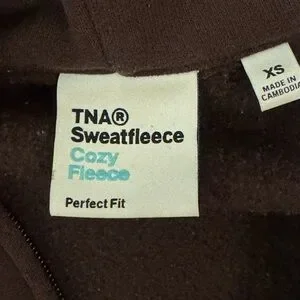 TNA®
Sweatfleece
Cozy
Fleece
Perfect Fit
XS
MADE IN
CAMBODIA